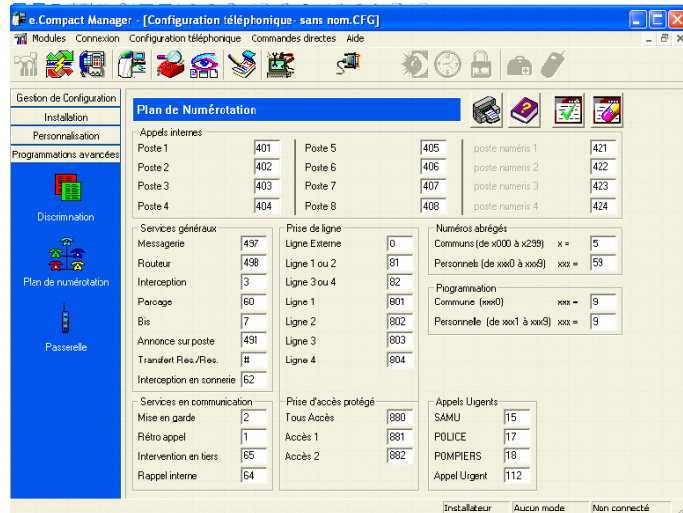 e.Compact Manager - [Configuration téléphonique- sans nom.CFG]
Modules Connexion Configuration téléphonique Commandes directes Aide
Gestion de Configuration
Installation
Personnalisation
Programmations avancées
Discrimination
Plan de numérotation
Passerelle
Plan de Numérotation
Appels internes
Poste 1 401 Poste 5 405 poste numéris 1 421
Poste 2 402 Poste 6 406 poste numeris 2 422
Poste 3 403 Poste 7 407 poste numeris 3 423
Poste 4 404 Poste 8 408 poste numeris 4 424
Services généraux
Messagerie 497
Routeur 498
Interception 3
Parcage 60
Bis 7
Annonce sur poste 491
Transfert Res./Res. #
Interception en sonnerie 62
Prise de ligne
Ligne Externe 0
Ligne 1 ou 2 81
Ligne 3 ou 4 82
Ligne 1 801
Ligne 2 802
Ligne 3 803
Ligne 4 804
Numéros abrégés
Communs (de x000 à x299) x = 5
Personnels (de xxx0 à xxx9) xxx = 59
Programmation
Commune (xxx0) xxx = 9
Personnelle (de xxx1 à xxx9) xxx = 9
Services en communication
Mise en garde 2
Rétro appel 1
Intervention en tiers 65
Rappel interne 64
Prise d'accès protégé
Tous Accès 880
Accès 1 881
Accès 2 882
Appels Urgents
SAMU 15
POLICE 17
POMPIERS 18
Appel Urgent 112
Installateur Aucun mode Non connecté